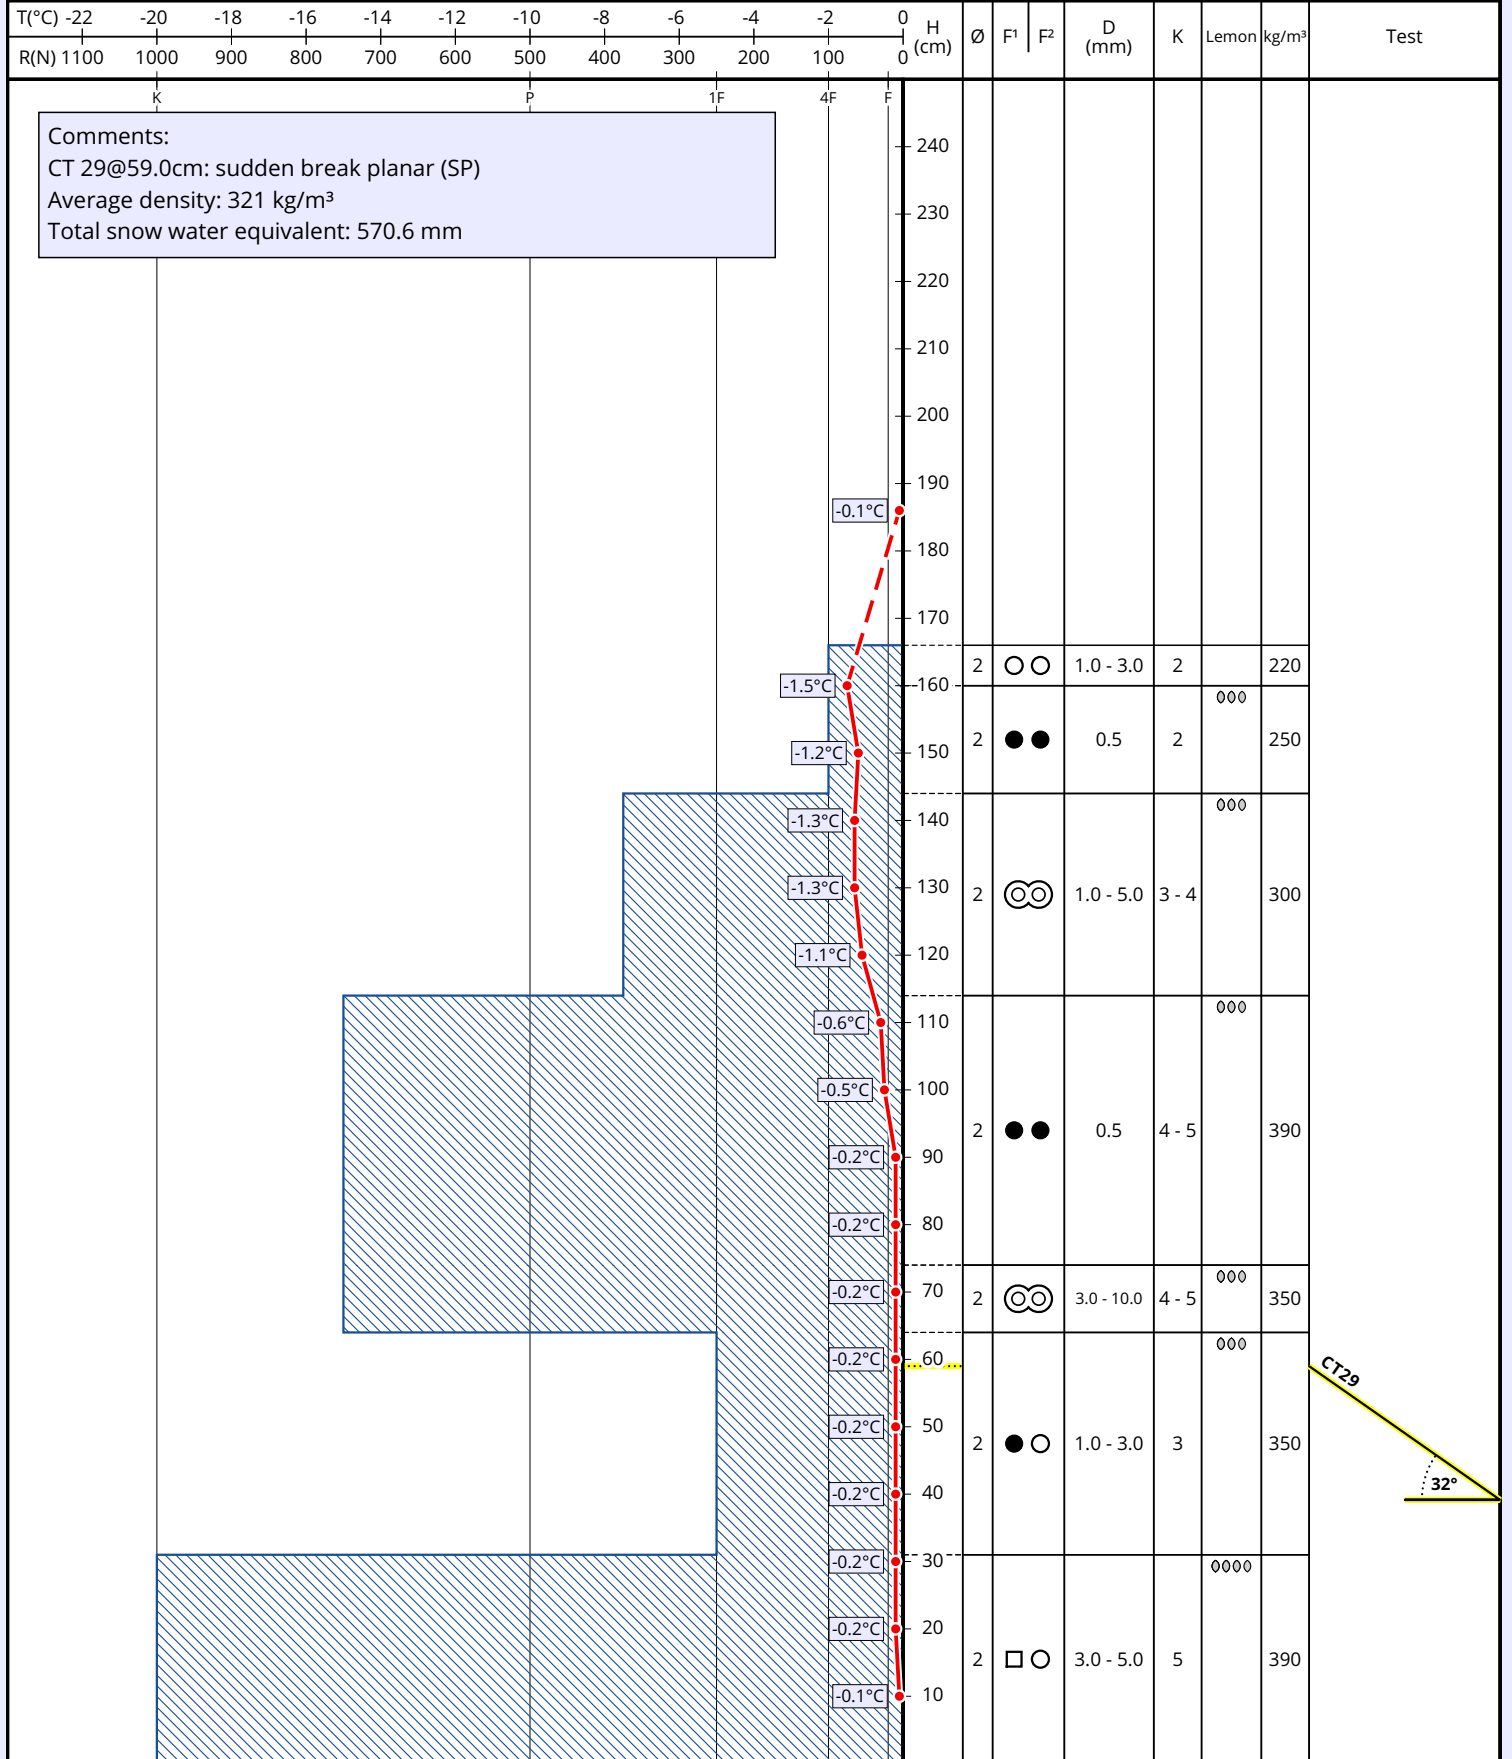 T(°C) -22 -20 -18 -16 -14 -12 -10 -8 -6 -4 -2 0
R(N) 1100 1000 900 800 700 600 500 400 300 200 100 0
H (cm) Ø F¹ F² D (mm) K Lemon kg/m³ Test
K P 1F 4F F
Comments:
CT 29@59.0cm: sudden break planar (SP)
Average density: 321 kg/m³
Total snow water equivalent: 570.6 mm
240
230
220
210
200
190
-0.1°C
180
170
2 1.0 - 3.0 2 220
-1.5°C 160
2 0.5 2 250
-1.2°C 150
-1.3°C 140
-1.3°C 130
2 1.0 - 5.0 3 - 4 300
-1.1°C 120
-0.6°C 110
-0.5°C 100
2 0.5 4 - 5 390
-0.2°C 90
-0.2°C 80
-0.2°C 70
2 3.0 - 10.0 4 - 5 350
-0.2°C 60
CT29
-0.2°C 50
2 1.0 - 3.0 3 350
32°
-0.2°C 40
-0.2°C 30
-0.2°C 20
2 3.0 - 5.0 5 390
-0.1°C 10